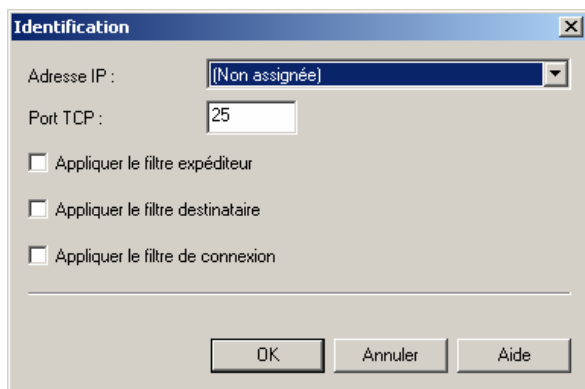 Identification
Adresse IP : (Non assignée)
Port TCP : 25
Appliquer le filtre expéditeur
Appliquer le filtre destinataire
Appliquer le filtre de connexion
OK Annuler Aide